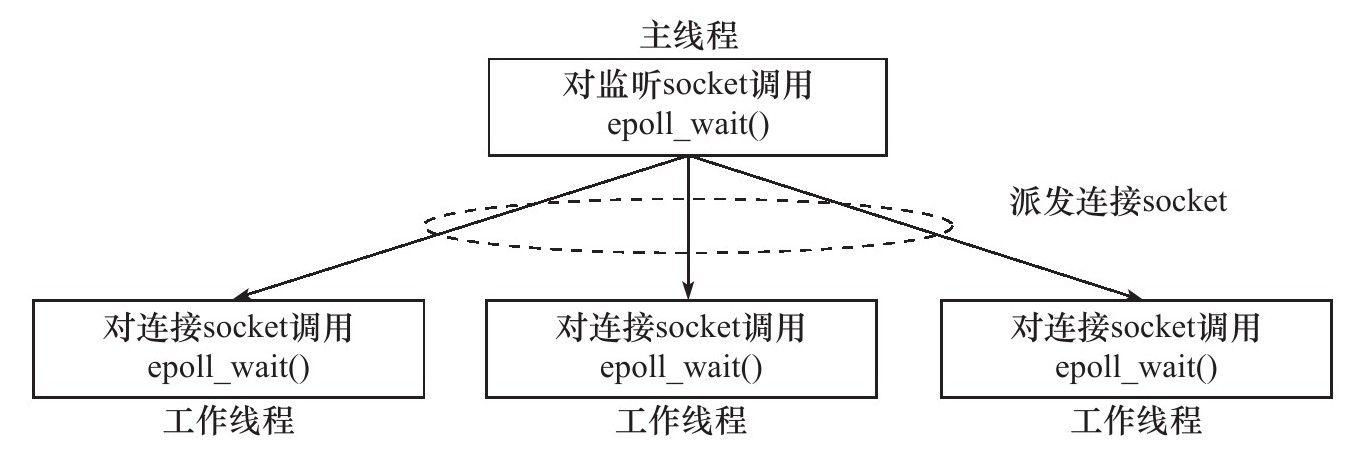 主线程
对监听socket调用
epoll_wait()
派发连接socket
对连接socket调用
epoll_wait()
工作线程
对连接socket调用
epoll_wait()
工作线程
对连接socket调用
epoll_wait()
工作线程